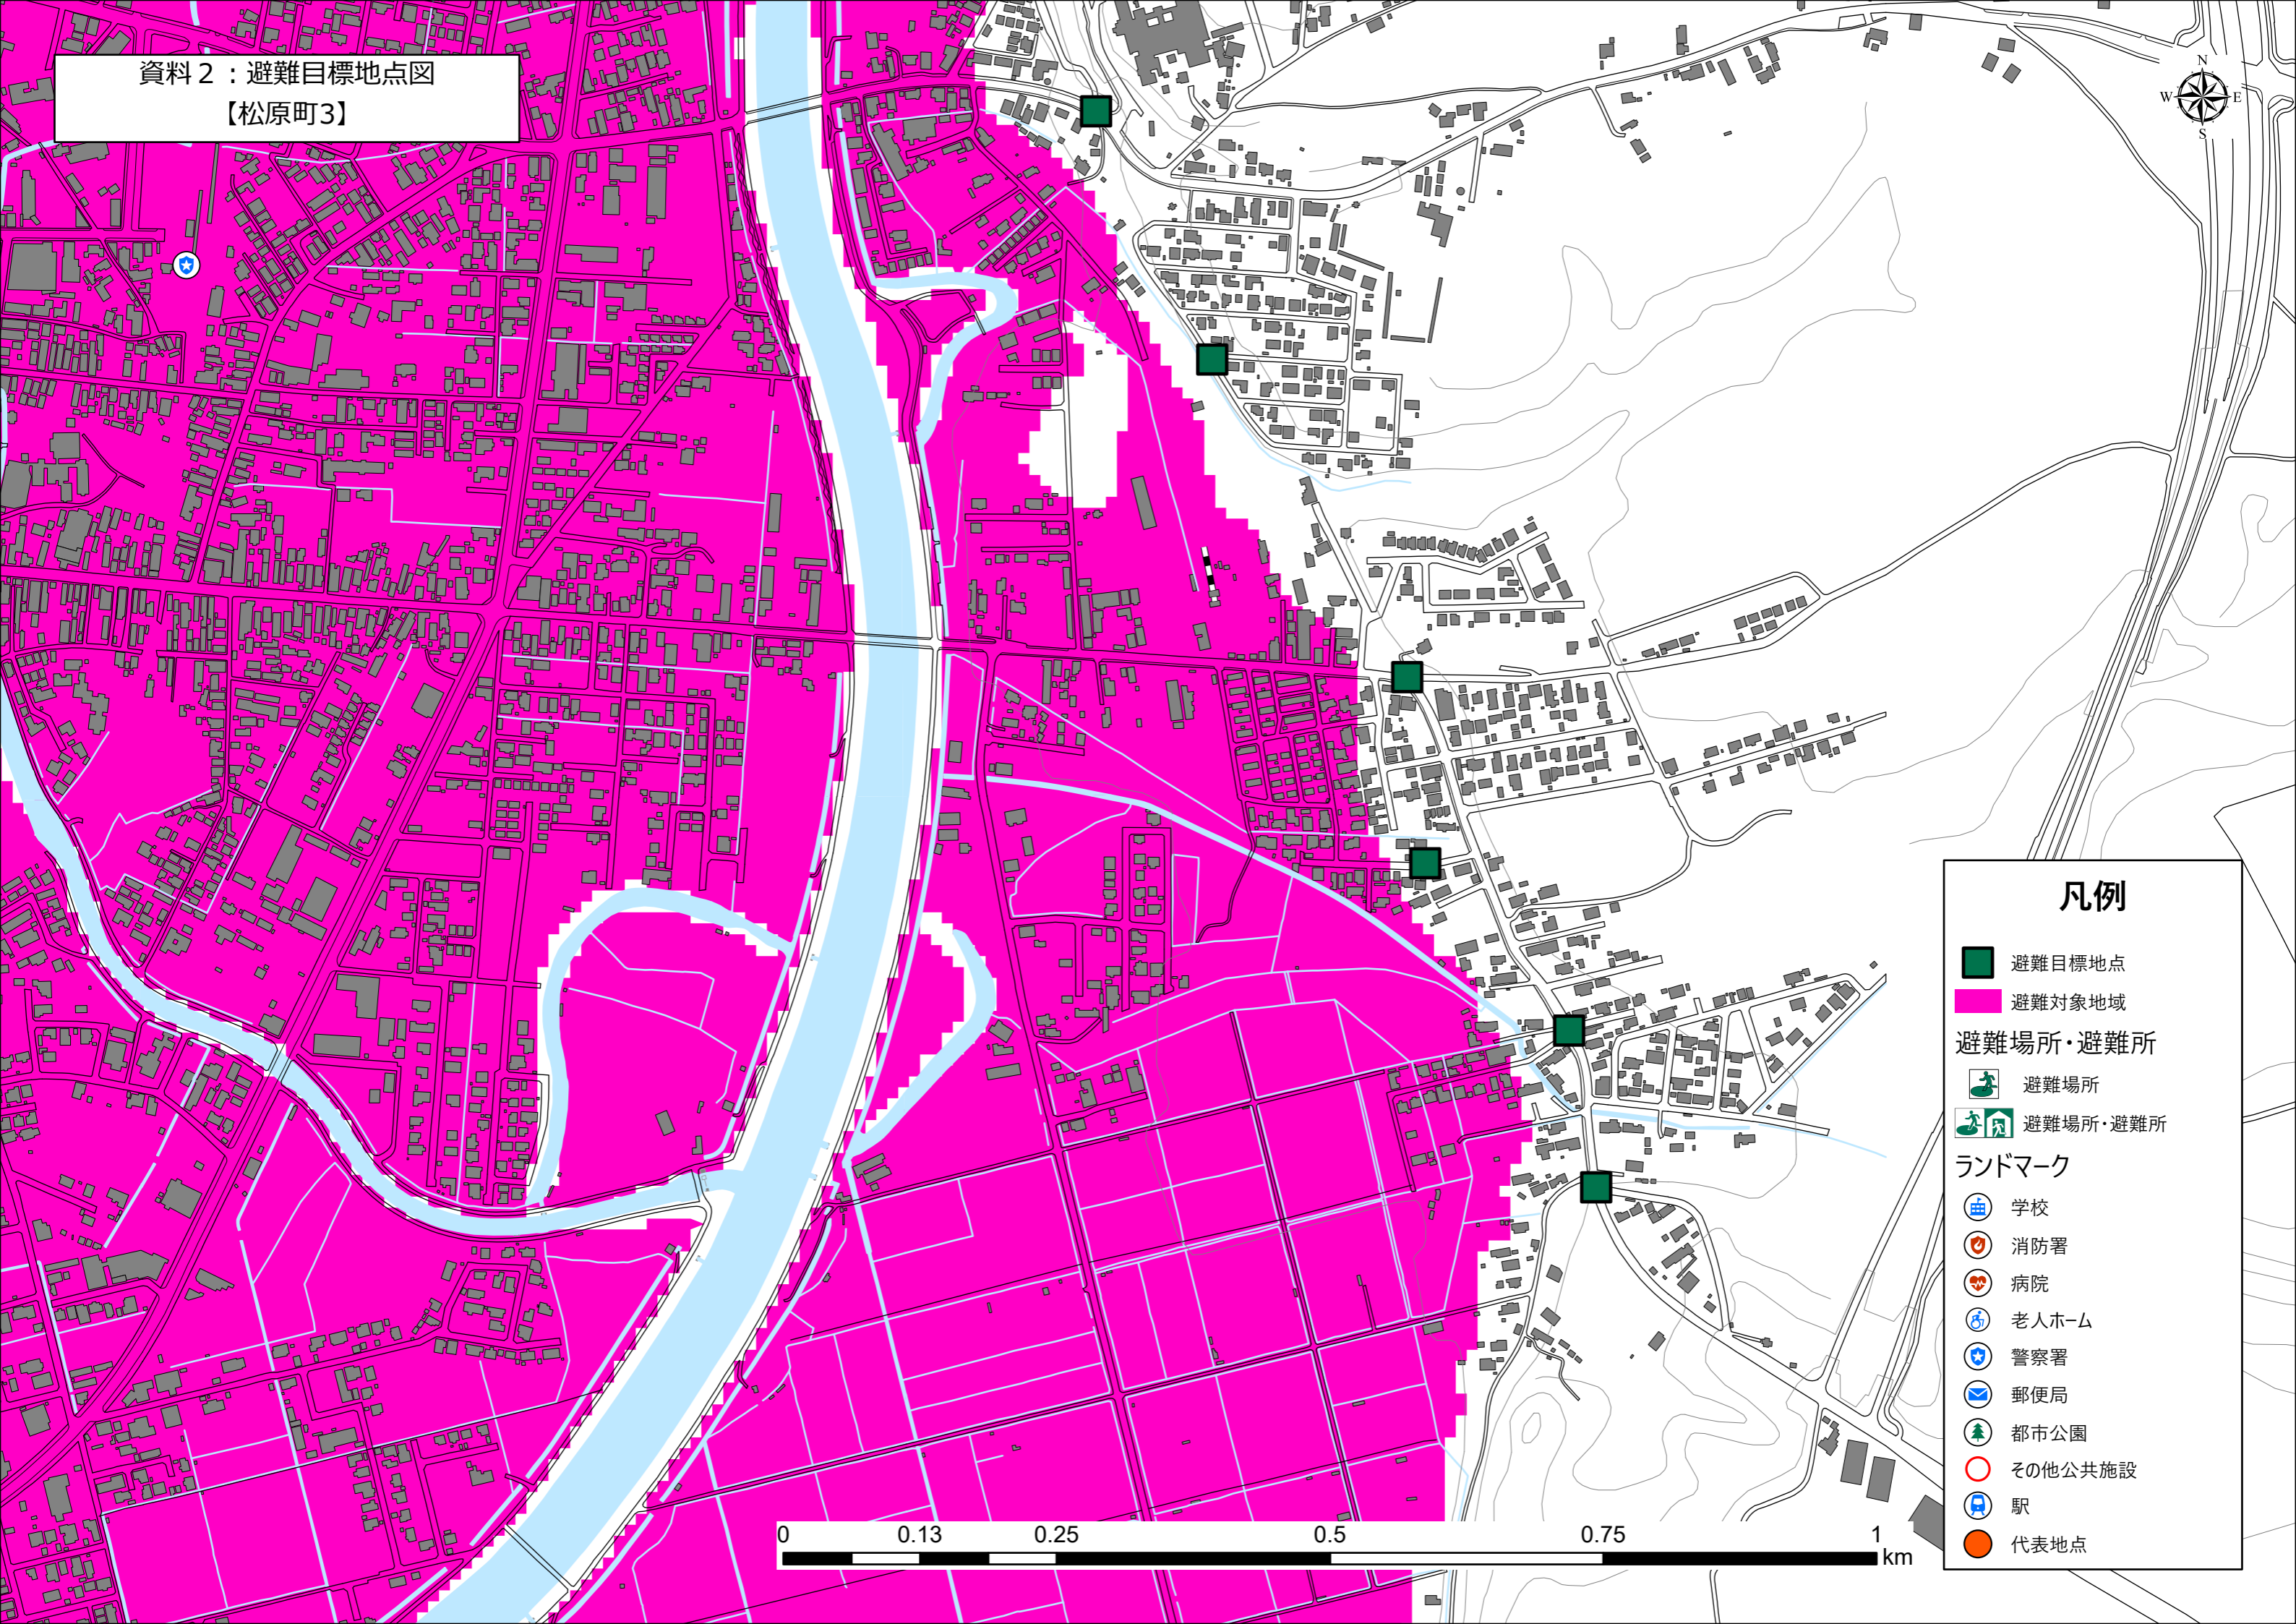 資料２：避難目標地点図
【松原町3】
N
W
E
S
凡例
避難目標地点
避難対象地域
避難場所・避難所
避難場所
避難場所・避難所
ランドマーク
学校
消防署
病院
老人ホーム
警察署
郵便局
都市公園
その他公共施設
駅
代表地点
0 0.13 0.25 0.5 0.75 1
km